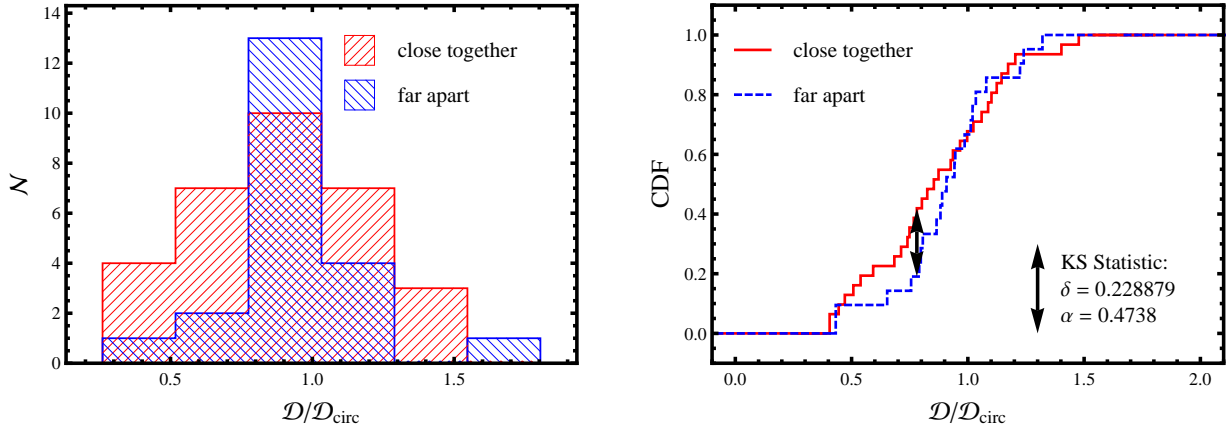 14
12
10
8
6
4
2
0
𝒩
close together
far apart
0.5 1.0 1.5
𝒟/𝒟circ
1.0
0.8
0.6
0.4
0.2
0.0
CDF
close together
far apart
KS Statistic:
δ = 0.228879
α = 0.4738
0.0 0.5 1.0 1.5 2.0
𝒟/𝒟circ